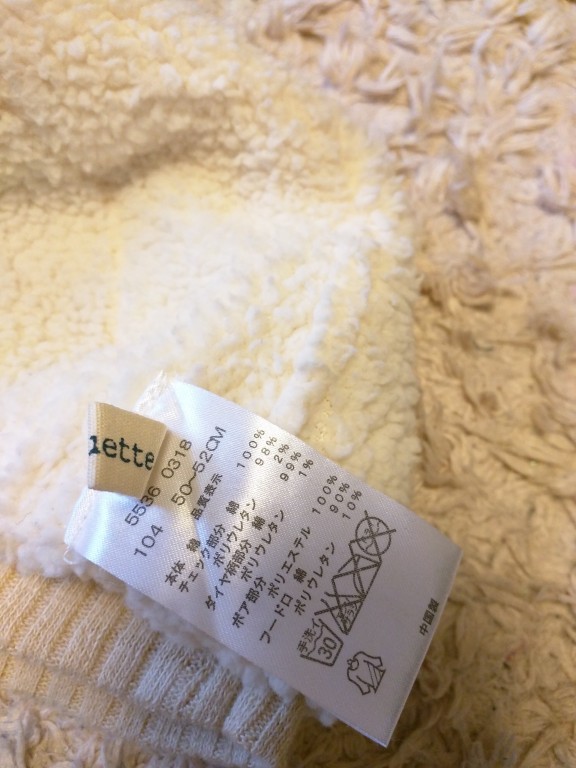 nette
5536 0318
104 50~52CM
品質表示
本体 綿 100%
チェック部分 綿 98%
ポリウレタン 2%
ダイヤ柄部分 綿 99%
ポリウレタン 1%
ボア部分 ポリエステル 100%
フードロ 綿 90%
ポリウレタン 10%
手洗イ
30
中国製